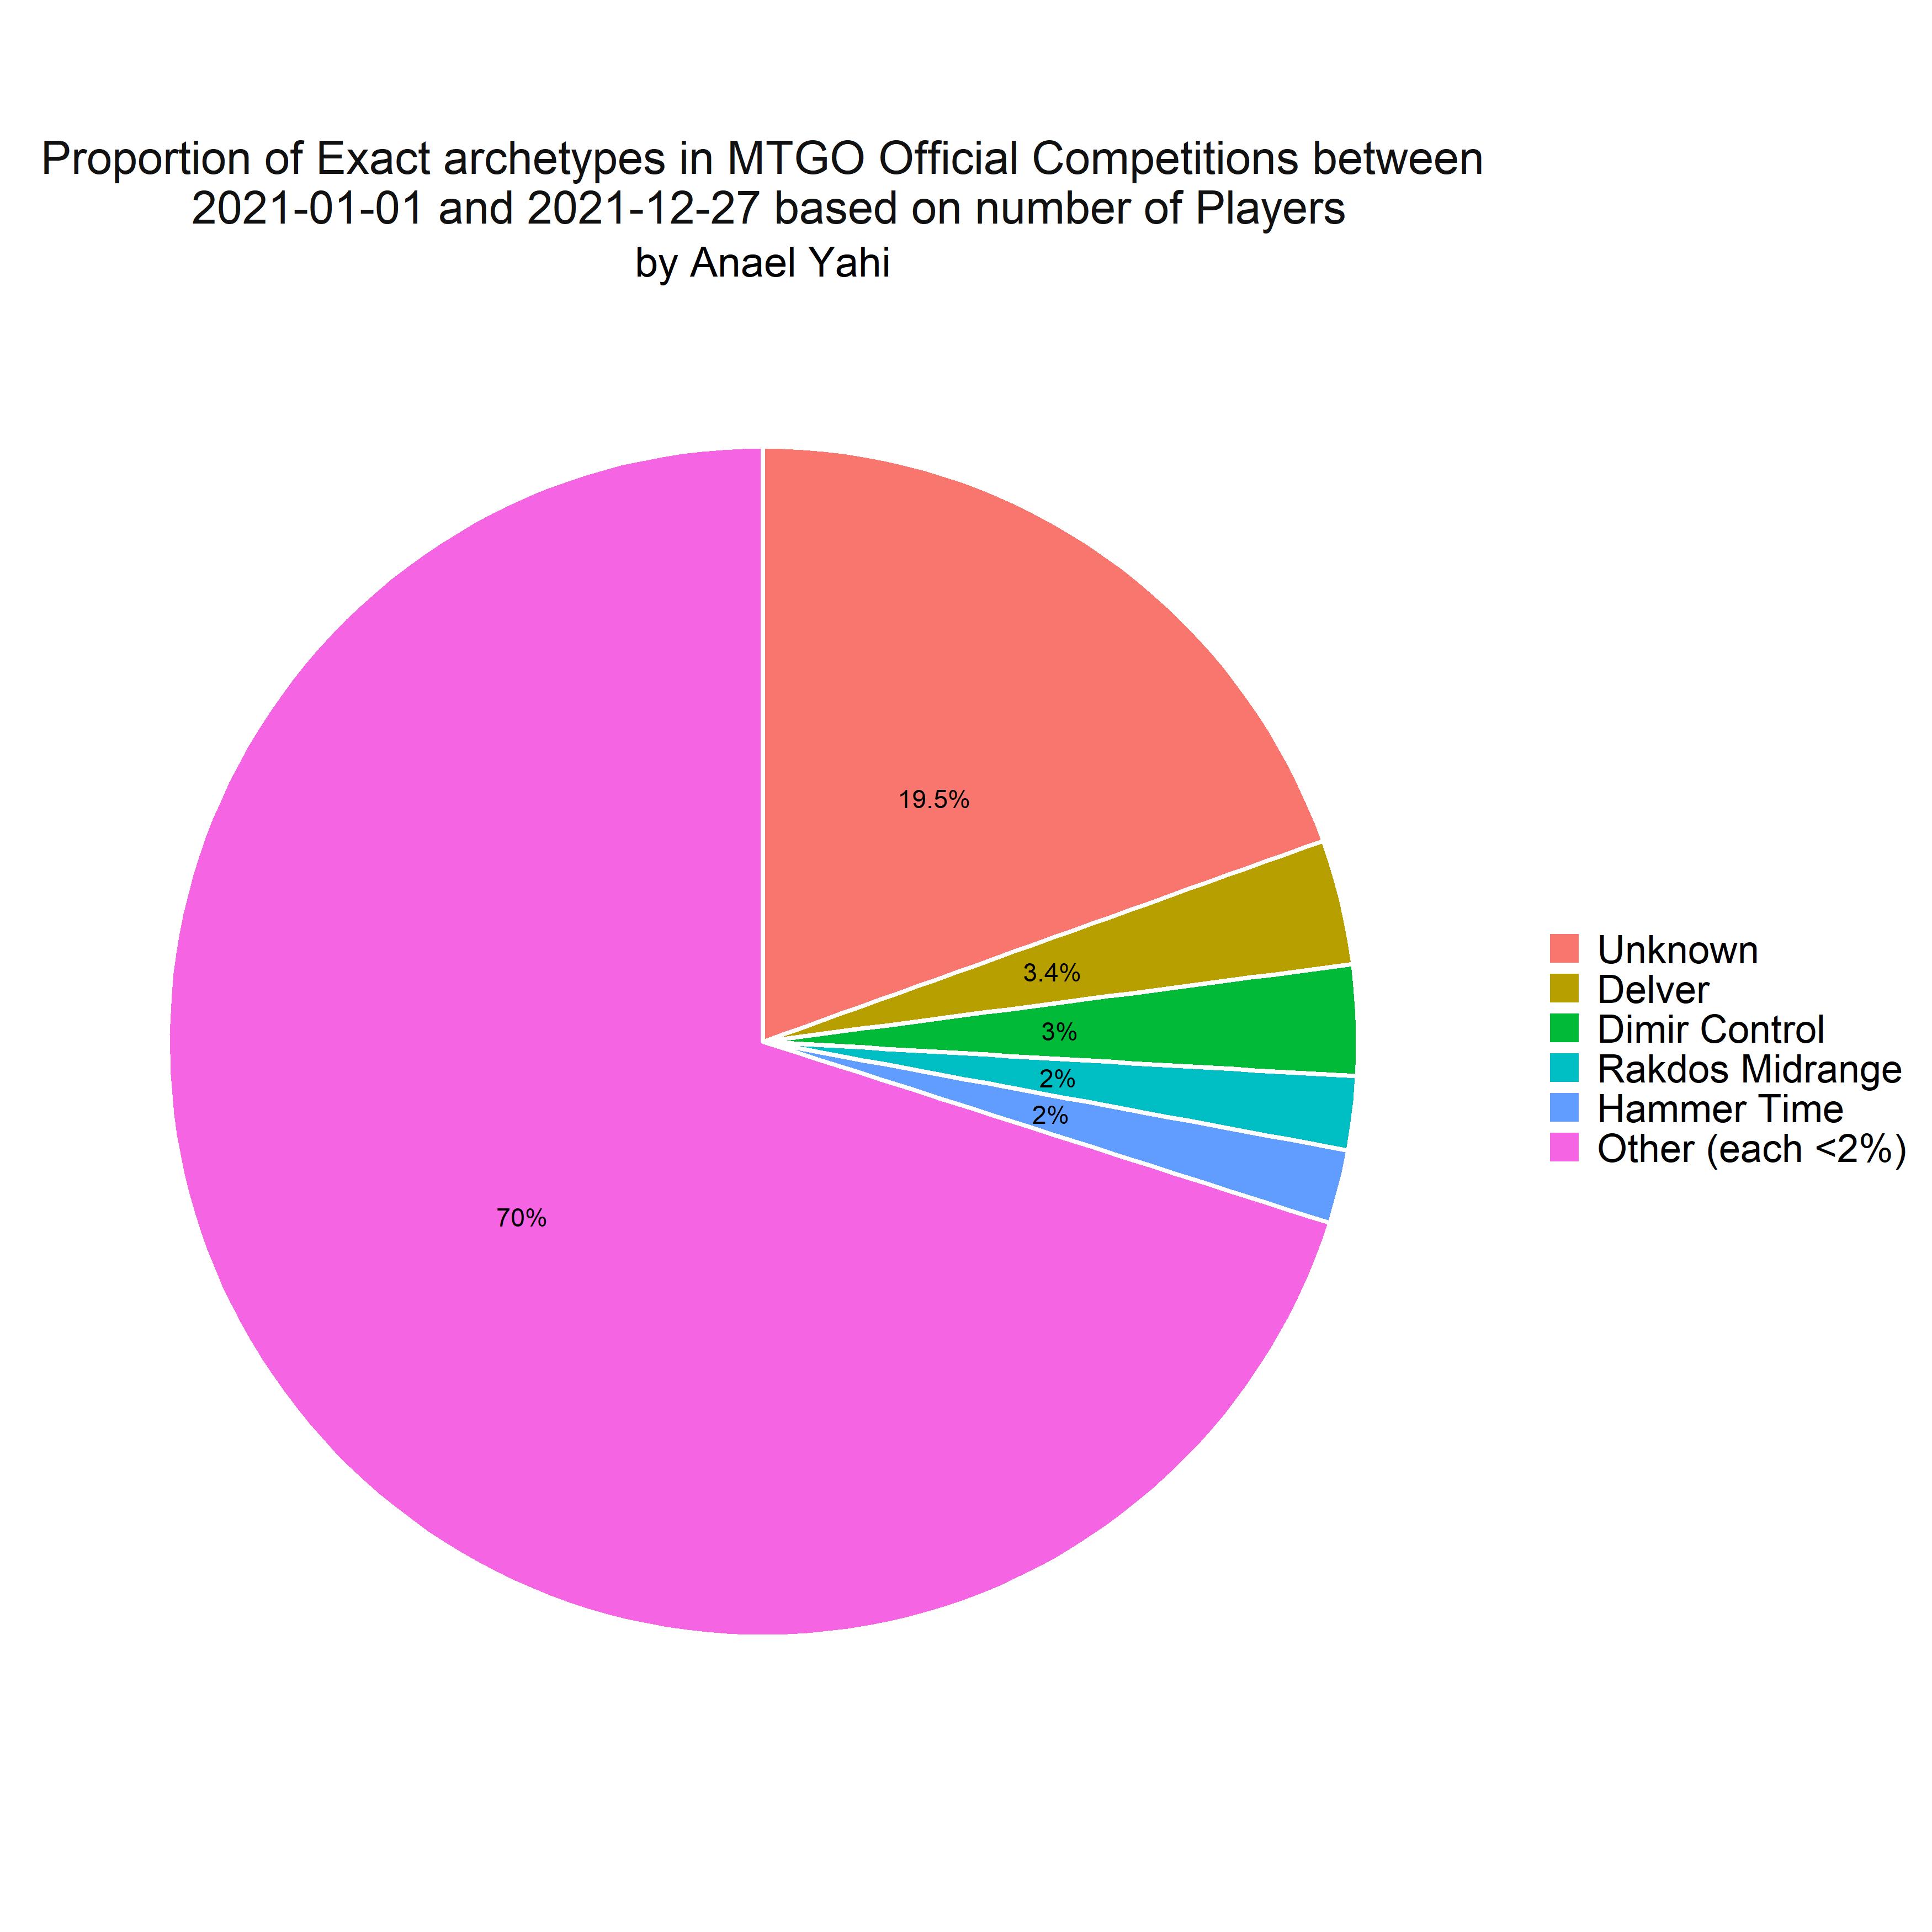 Proportion of Exact archetypes in MTGO Official Competitions between
2021-01-01 and 2021-12-27 based on number of Players
by Anael Yahi
19.5%
3.4%
3%
2%
2%
70%
Unknown
Delver
Dimir Control
Rakdos Midrange
Hammer Time
Other (each <2%)